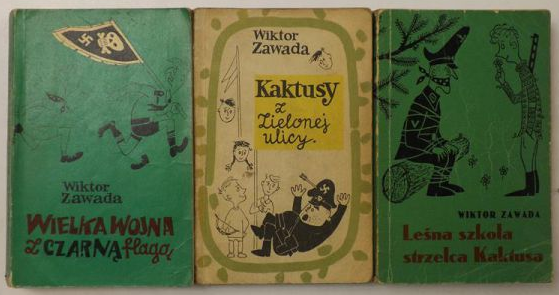 Wiktor
Zawada
WIELKA WOJNA
Z CZARNĄ flagą
Wiktor
Zawada
Kaktusy
z
Zielonej
ulicy.
WIKTOR ZAWADA
Leśna szkoła
strzelca Kaktusa